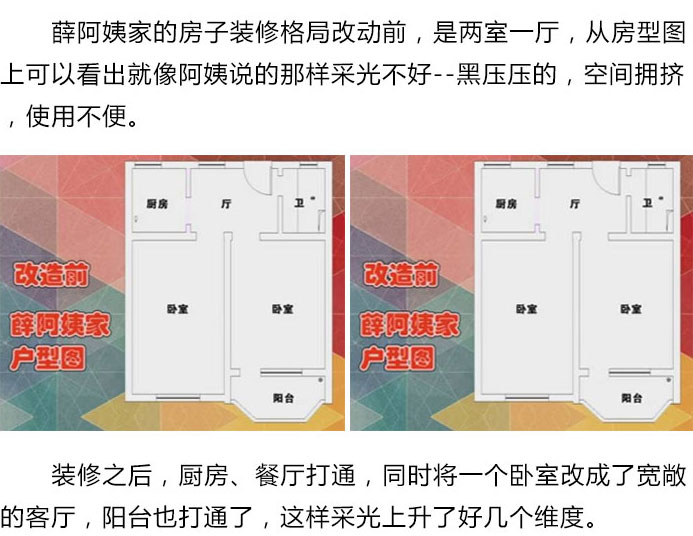 薛阿姨家的房子装修格局改动前，是两室一厅，从房型图
上可以看出就像阿姨说的那样采光不好--黑压压的，空间拥挤
，使用不便。
厨房 厅 卫
卧室 卧室
阳台
改造前
薛阿姨家
户型图
厨房 厅 卫
卧室 卧室
阳台
改造前
薛阿姨家
户型图
装修之后，厨房、餐厅打通，同时将一个卧室改成了宽敞
的客厅，阳台也打通了，这样采光上升了好几个维度。